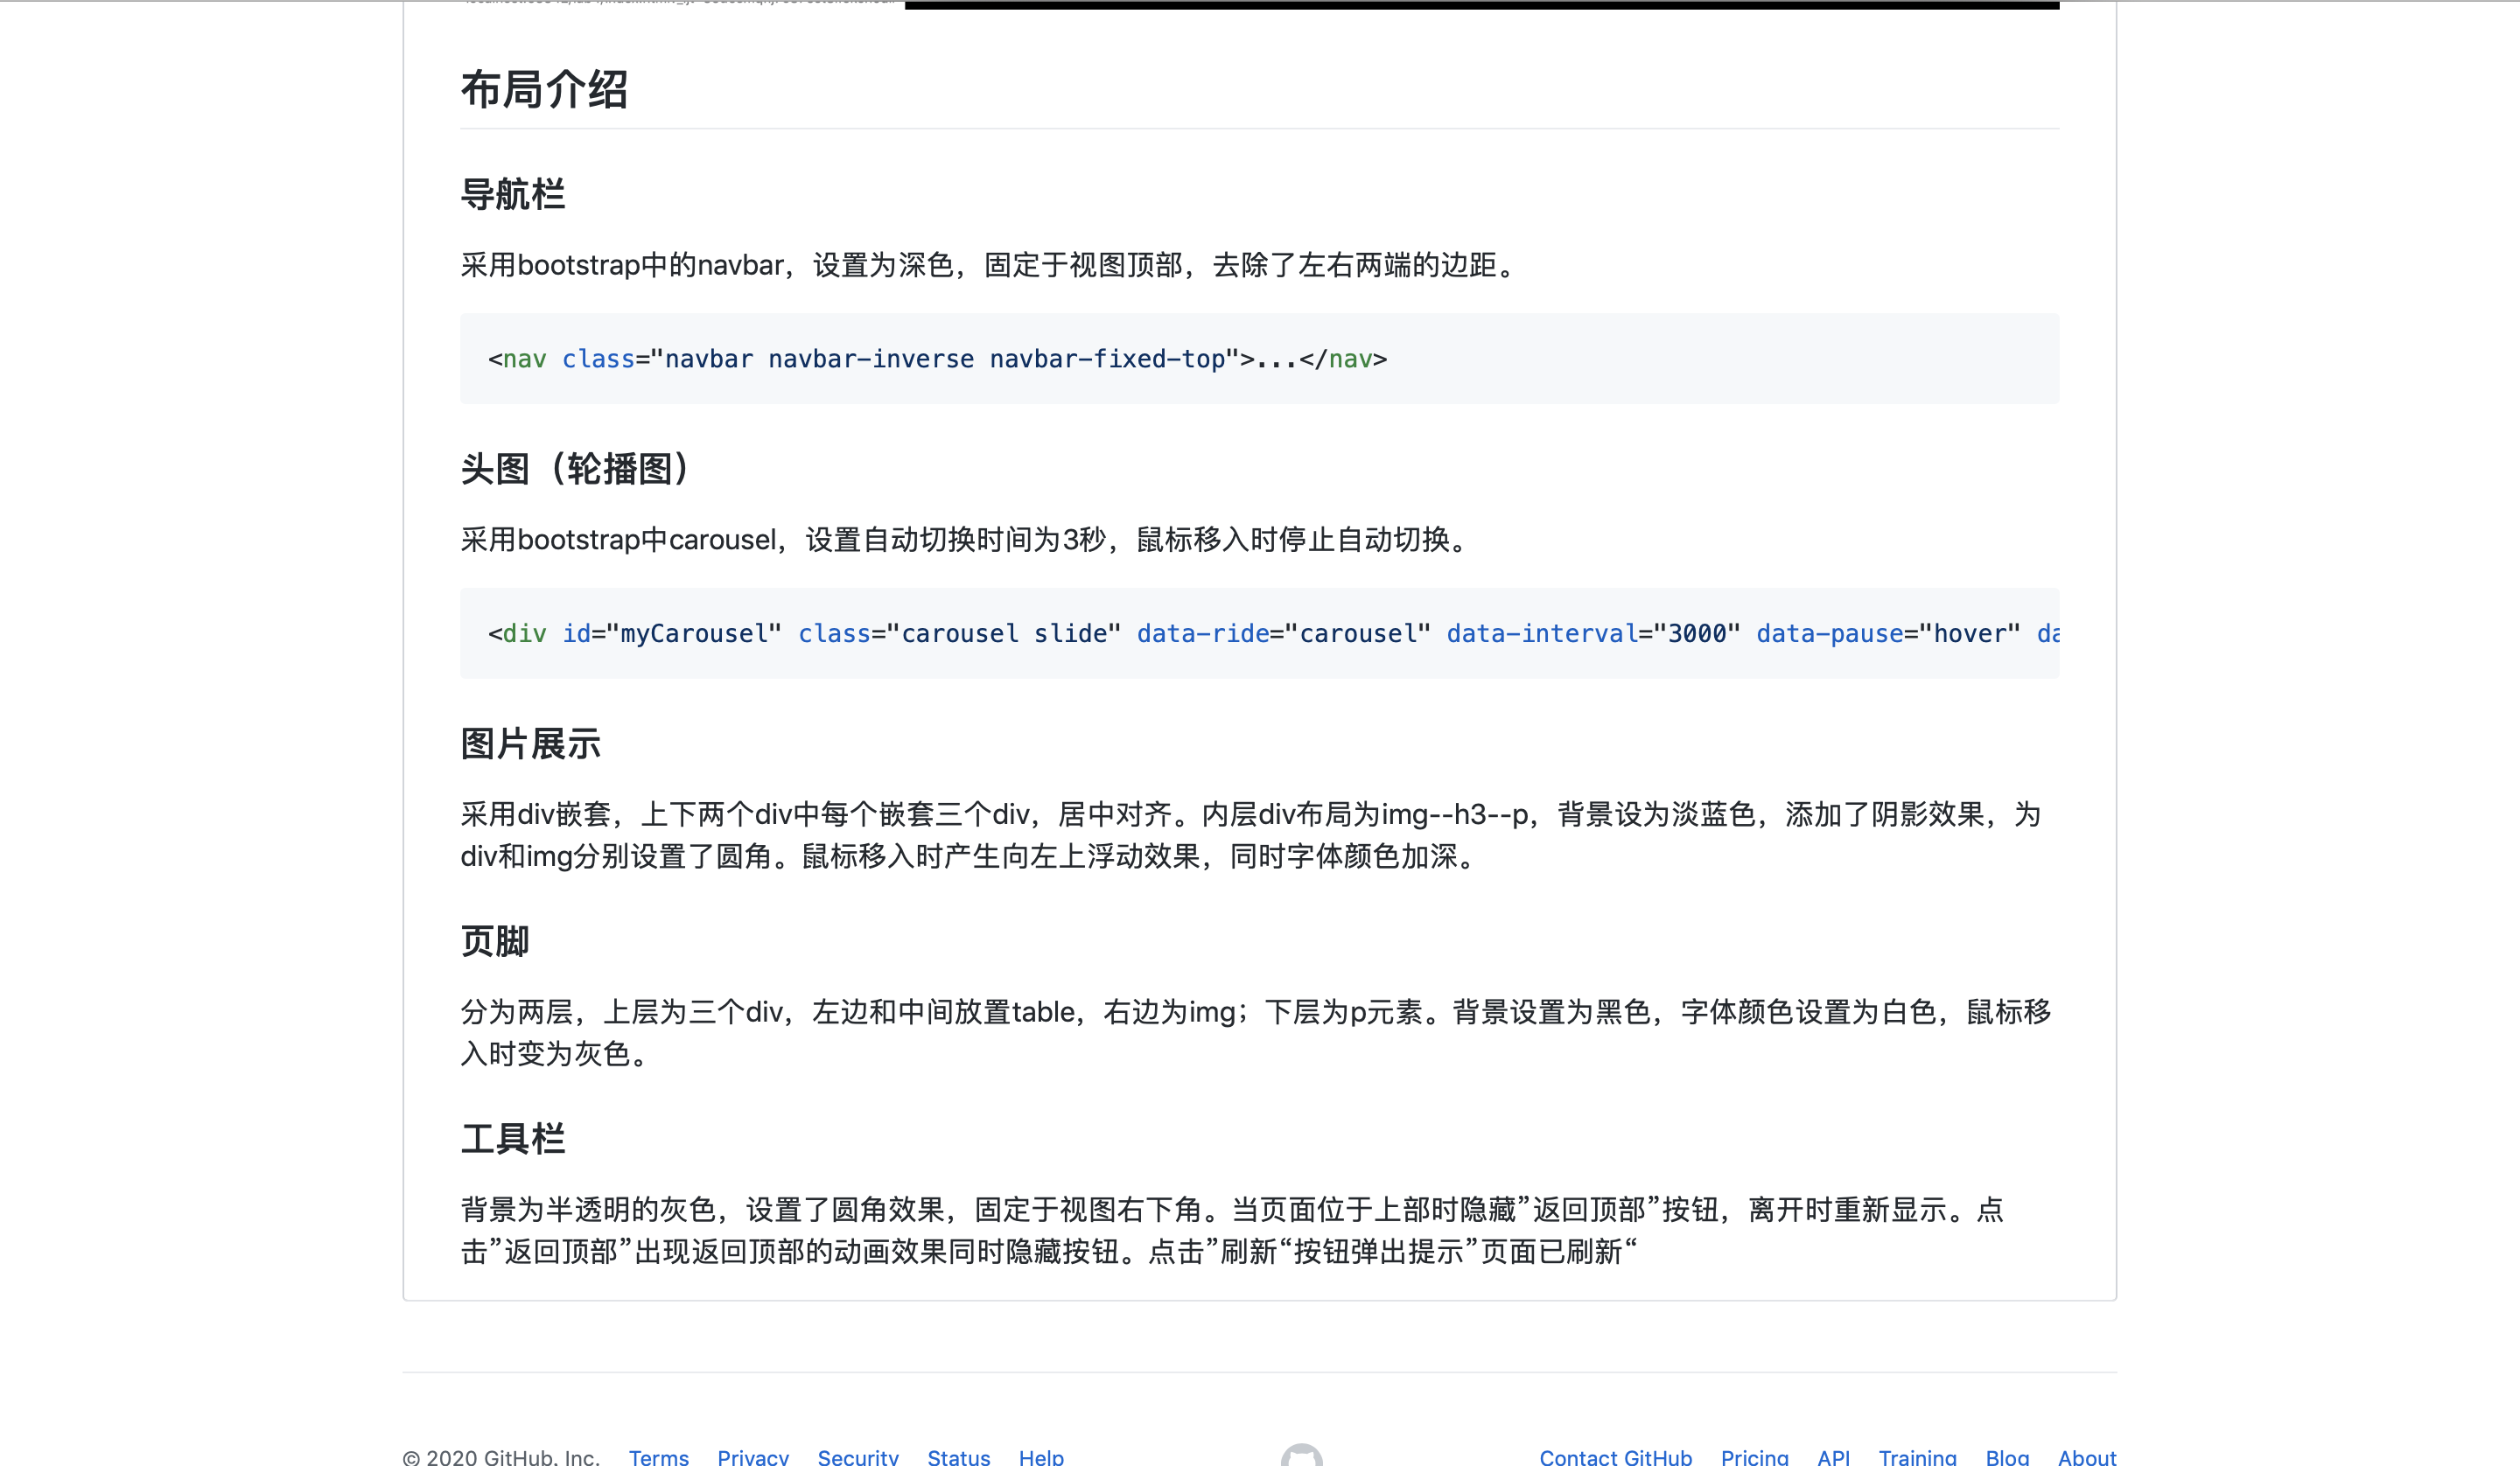 布局介绍
导航栏
采用bootstrap中的navbar，设置为深色，固定于视图顶部，去除了左右两端的边距。
<nav class="navbar navbar-inverse navbar-fixed-top">...</nav>
头图（轮播图）
采用bootstrap中carousel，设置自动切换时间为3秒，鼠标移入时停止自动切换。
<div id="myCarousel" class="carousel slide" data-ride="carousel" data-interval="3000" data-pause="hover" da
图片展示
采用div嵌套，上下两个div中每个嵌套三个div，居中对齐。内层div布局为img--h3--p，背景设为淡蓝色，添加了阴影效果，为
div和img分别设置了圆角。鼠标移入时产生向左上浮动效果，同时字体颜色加深。
页脚
分为两层，上层为三个div，左边和中间放置table，右边为img；下层为p元素。背景设置为黑色，字体颜色设置为白色，鼠标移
入时变为灰色。
工具栏
背景为半透明的灰色，设置了圆角效果，固定于视图右下角。当页面位于上部时隐藏”返回顶部”按钮，离开时重新显示。点
击”返回顶部”出现返回顶部的动画效果同时隐藏按钮。点击”刷新“按钮弹出提示”页面已刷新“
© 2020 GitHub, Inc. Terms Privacy Security Status Help Contact GitHub Pricing API Training Blog About